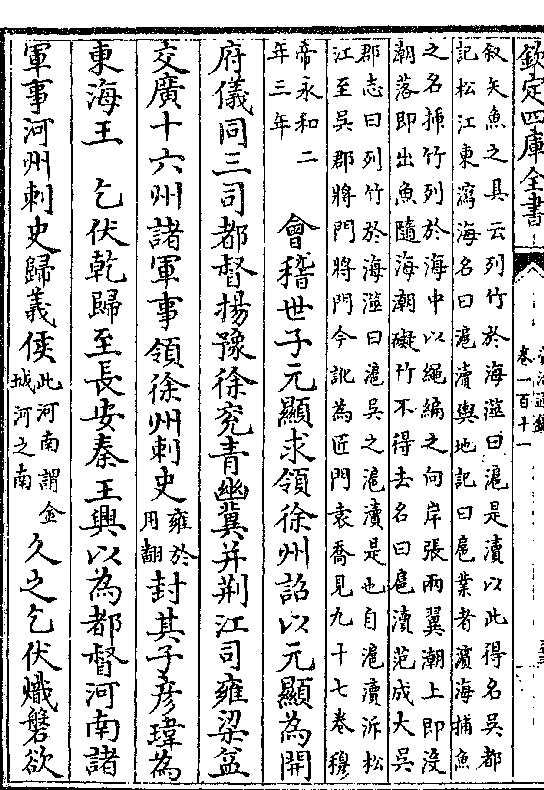 欽定四庫全書
卷一百十一
叙矢魚之具云列竹於海澨曰滬是瀆以此得名吳都
記松江東瀉海名曰滬瀆輿地記曰扈業者濵海捕魚
之名揷竹列於海中以繩編之向岸張兩翼潮上即沒
潮落即出魚隨海潮礙竹不得去名曰扈瀆范成大吳
郡志曰列竹於海澨曰滬吳之滬瀆是也自滬瀆泝松
江至吳郡將門將門今訛為匠門袁喬見九十七卷穆
帝永和二
年三年
會稽世子元顯求領徐州詔以元顯為開
府儀同三司都督揚豫徐兖青幽冀并荆江司雍梁益
交廣十六州諸軍事領徐州刺史
雍於
用翻
封其子彦瑋為
東海王 乞伏乾歸至長安秦王興以為都督河南諸
軍事河州刺史歸義侯
此河南謂金
城河之南
久之乞伏熾磐欲